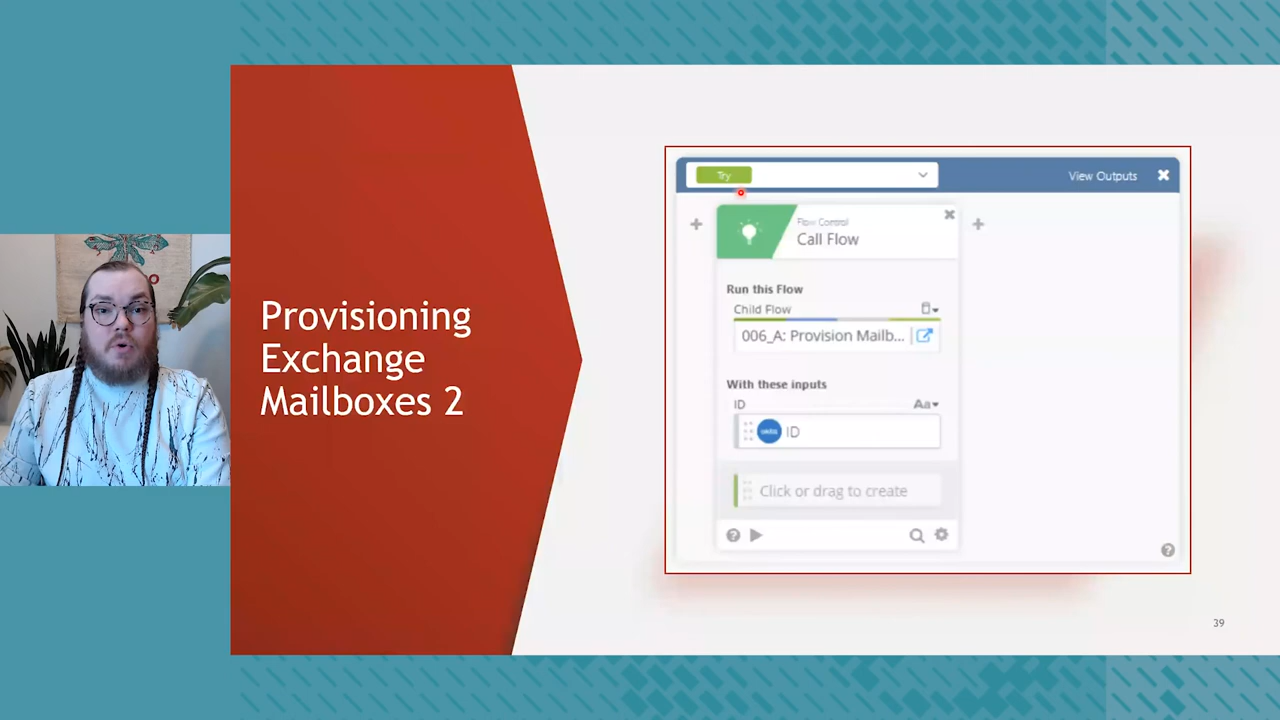 Provisioning
Exchange
Mailboxes 2
Try
View Outputs
Flow Control
Call Flow
Run this Flow
Child Flow
006_A: Provision Mailb...
With these inputs
ID
Aa
ID
Click or drag to create
39